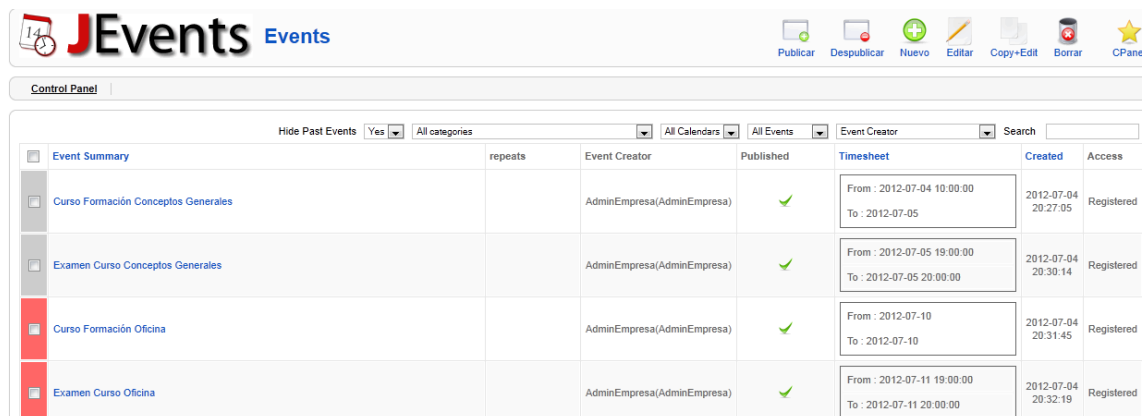 14
JEvents Events
Publicar Despublicar Nuevo Editar Copy+Edit Borrar CPane
Control Panel
Hide Past Events Yes All categories All Calendars All Events Event Creator Search
Event Summary repeats Event Creator Published Timesheet Created Access
Curso Formación Conceptos Generales AdminEmpresa(AdminEmpresa) From : 2012-07-04 10:00:00 To : 2012-07-05 2012-07-04 20:27:05 Registered
Examen Curso Conceptos Generales AdminEmpresa(AdminEmpresa) From : 2012-07-05 19:00:00 To : 2012-07-05 20:00:00 2012-07-04 20:30:14 Registered
Curso Formación Oficina AdminEmpresa(AdminEmpresa) From : 2012-07-10 To : 2012-07-10 2012-07-04 20:31:45 Registered
Examen Curso Oficina AdminEmpresa(AdminEmpresa) From : 2012-07-11 19:00:00 To : 2012-07-11 20:00:00 2012-07-04 20:32:19 Registered